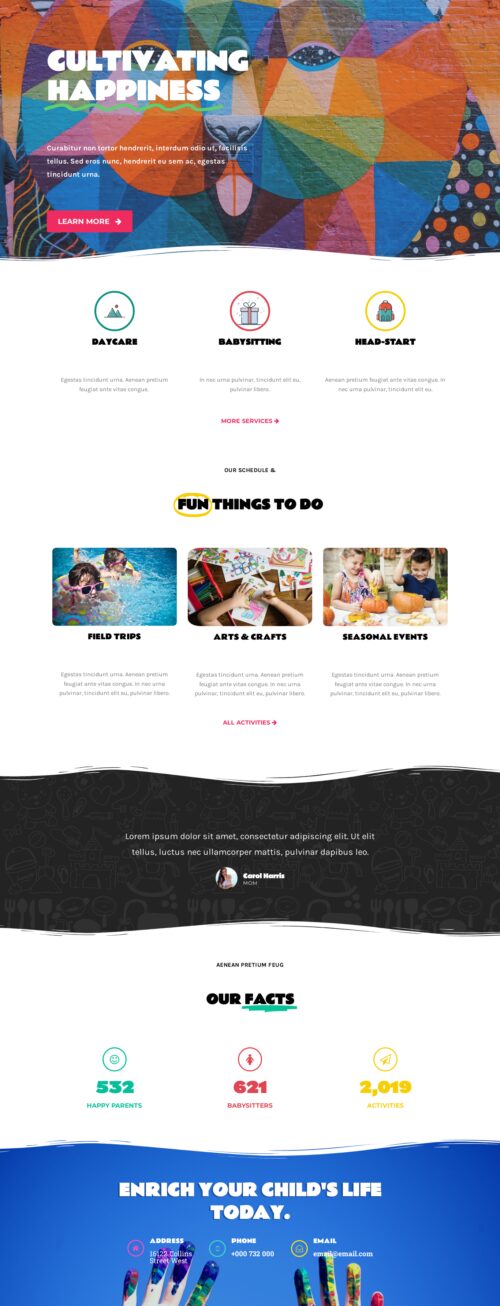 CULTIVATING
HAPPINESS
Curabitur non tortor hendrerit, interdum odio ut, facilisis
tellus. Sed eros nunc, hendrerit eu sem ac, egestas
tincidunt urna.
LEARN MORE
DAYCARE
BABYSITTING
HEAD-START
Egestas tincidunt urna. Aenean pretium
feugiat ante vitae congue.
In nec urna pulvinar, tincidunt elit eu,
pulvinar libero.
Aenean pretium feugiat ante vitae congue. In
nec urna pulvinar, tincidunt elit eu.
MORE SERVICES
OUR SCHEDULE &
FUN THINGS TO DO
FIELD TRIPS
ARTS & CRAFTS
SEASONAL EVENTS
Egestas tincidunt urna. Aenean pretium
feugiat ante vitae congue. In nec urna
pulvinar, tincidunt elit eu, pulvinar libero.
Egestas tincidunt urna. Aenean pretium
feugiat ante vitae congue. In nec urna
pulvinar, tincidunt elit eu, pulvinar libero.
Egestas tincidunt urna. Aenean pretium
feugiat ante vitae congue. In nec urna
pulvinar, tincidunt elit eu, pulvinar libero.
ALL ACTIVITIES
Lorem ipsum dolor sit amet, consectetur adipiscing elit. Ut elit
tellus, luctus nec ullamcorper mattis, pulvinar dapibus leo.
Carol Harris
MOM
AENEAN PRETIUM FEUG
OUR FACTS
532
HAPPY PARENTS
621
BABYSITTERS
2,019
ACTIVITIES
ENRICH YOUR CHILD'S LIFE
TODAY.
ADDRESS
16122 Collins
Street West
PHONE
+000 732 000
EMAIL
email@email.com